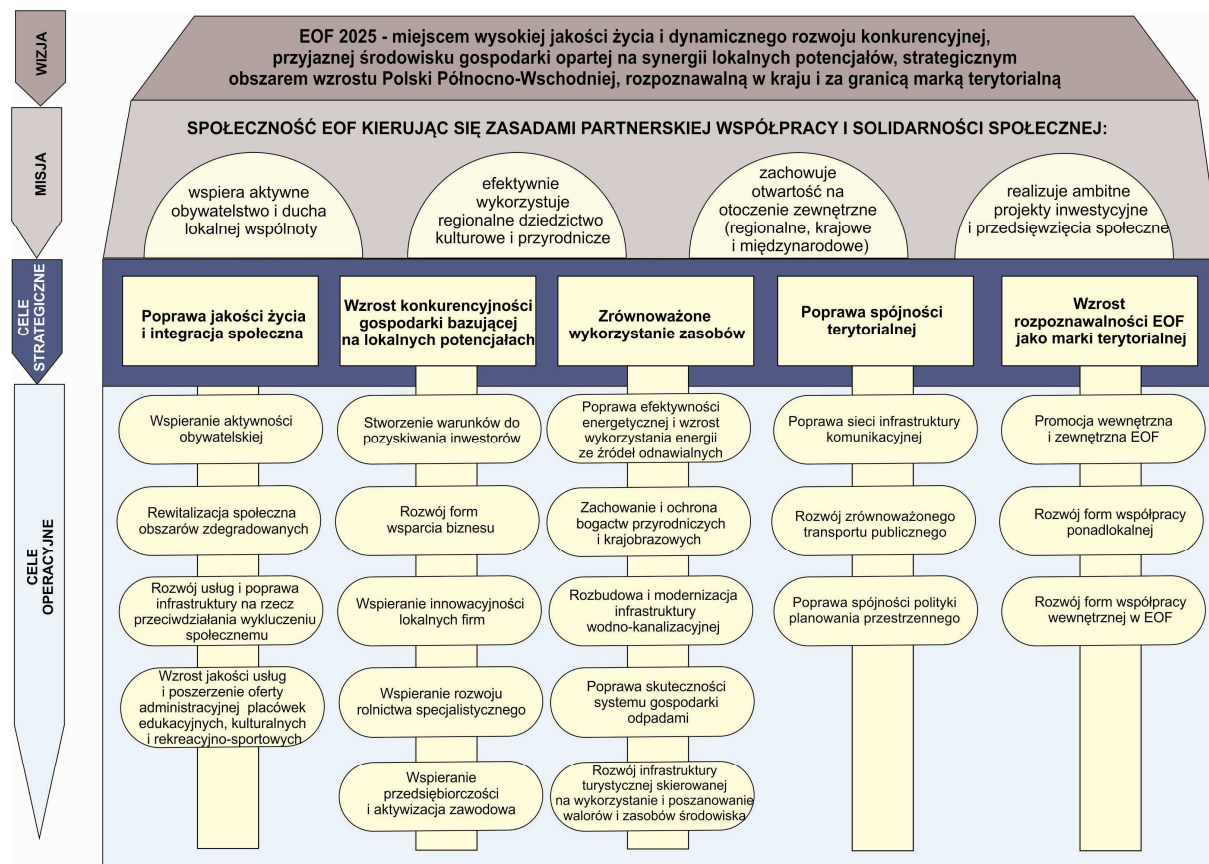 WIZJA
EOF 2025 - miejscem wysokiej jakości życia i dynamicznego rozwoju konkurencyjnej,
przyjaznej środowisku gospodarki opartej na synergii lokalnych potencjałów, strategicznym
obszarem wzrostu Polski Północno-Wschodniej, rozpoznawalną w kraju i za granicą marką terytorialną
MISJA
SPOŁECZNOŚĆ EOF KIERUJĄC SIĘ ZASADAMI PARTNERSKIEJ WSPÓŁPRACY I SOLIDARNOŚCI SPOŁECZNEJ:
wspiera aktywne
obywatelstwo i ducha
lokalnej wspólnoty
efektywnie
wykorzystuje
regionalne dziedzictwo
kulturowe i przyrodnicze
zachowuje
otwartość na
otoczenie zewnętrzne
(regionalne, krajowe
i międzynarodowe)
realizuje ambitne
projekty inwestycyjne
i przedsięwzięcia społeczne
CELE
STRATEGICZNE
Poprawa jakości życia
i integracja społeczna
Wzrost konkurencyjności
gospodarki bazującej
na lokalnych potencjałach
Zrównoważone
wykorzystanie zasobów
Poprawa spójności
terytorialnej
Wzrost
rozpoznawalności EOF
jako marki terytorialnej
CELE
OPERACYJNE
Wspieranie aktywności
obywatelskiej
Rewitalizacja społeczna
obszarów zdegradowanych
Rozwój usług i poprawa
infrastruktury na rzecz
przeciwdziałania wykluczeniu
społecznemu
Wzrost jakości usług
i poszerzenie oferty
administracyjnej placówek
edukacyjnych, kulturalnych
i rekreacyjno-sportowych
Stworzenie warunków do
pozyskiwania inwestorów
Rozwój form
wsparcia biznesu
Wspieranie innowacyjności
lokalnych firm
Wspieranie rozwoju
rolnictwa specjalistycznego
Wspieranie
przedsiębiorczości
i aktywizacja zawodowa
Poprawa efektywności
energetycznej i wzrost
wykorzystania energii
ze źródeł odnawialnych
Zachowanie i ochrona
bogactw przyrodniczych
i krajobrazowych
Rozbudowa i modernizacja
infrastruktury
wodno-kanalizacyjnej
Poprawa skuteczności
systemu gospodarki
odpadami
Rozwój infrastruktury
turystycznej skierowanej
na wykorzystanie i poszanowanie
walorów i zasobów środowiska
Poprawa sieci infrastruktury
komunikacyjnej
Rozwój zrównoważonego
transportu publicznego
Poprawa spójności polityki
planowania przestrzennego
Promocja wewnętrzna
i zewnętrzna EOF
Rozwój form współpracy
ponadlokalnej
Rozwój form współpracy
wewnętrznej w EOF